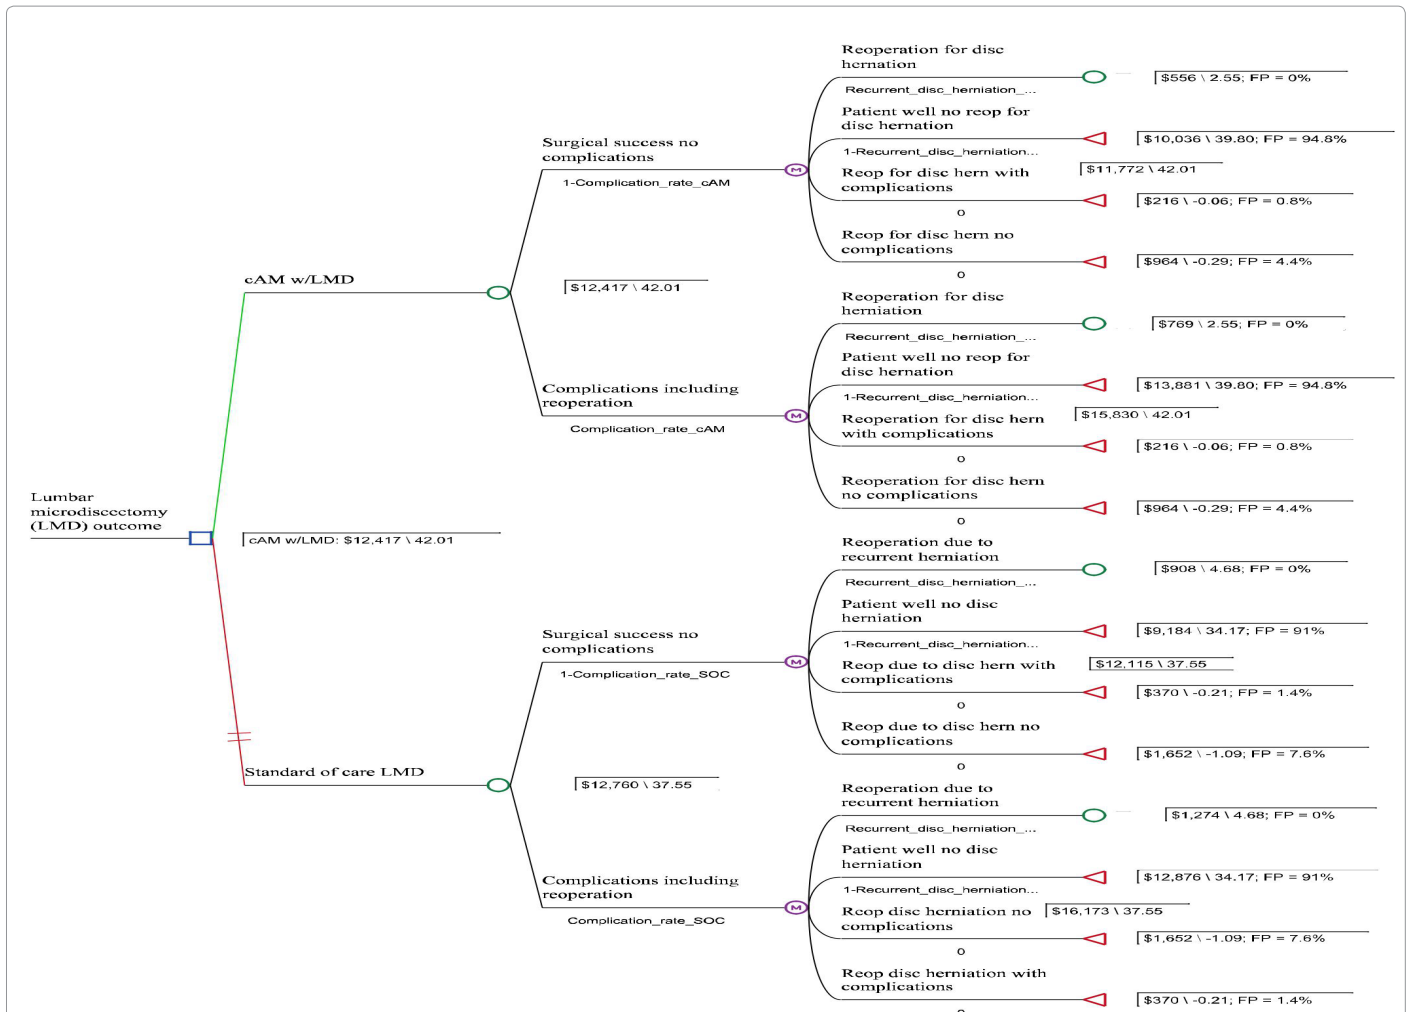 Reoperation for disc
hernation
$556 \ 2.55; FP = 0%
Recurrent_disc_herniation_...
Patient well no reop for
disc hernation
$10,036 \ 39.80; FP = 94.8%
1-Recurrent_disc_herniation...
Surgical success no
complications
1-Complication_rate_cAM
$11,772 \ 42.01
Reop for disc hern with
complications
$216 \ -0.06; FP = 0.8%
0
Reop for disc hern no
complications
$964 \ -0.29; FP = 4.4%
0
cAM w/LMD
$12,417 \ 42.01
Reoperation for disc
herniation
$769 \ 2.55; FP = 0%
Recurrent_disc_herniation_...
Patient well no reop for
disc hernation
$13,881 \ 39.80; FP = 94.8%
1-Recurrent_disc_herniation...
Complications including
reoperation
Complication_rate_cAM
$15,830 \ 42.01
Reoperation for disc hern
with complications
$216 \ -0.06; FP = 0.8%
0
Reoperation for disc hern
no complications
$964 \ -0.29; FP = 4.4%
0
Lumbar
microdiscectomy
(LMD) outcome
cAM w/LMD: $12,417 \ 42.01
Reoperation due to
recurrent herniation
$908 \ 4.68; FP = 0%
Recurrent_disc_herniation_...
Patient well no disc
herniation
$9,184 \ 34.17; FP = 91%
1-Recurrent_disc_herniation...
Surgical success no
complications
1-Complication_rate_SOC
$12,115 \ 37.55
Reop due to disc hern with
complications
$370 \ -0.21; FP = 1.4%
0
Reop due to disc hern no
complications
$1,652 \ -1.09; FP = 7.6%
0
Standard of care LMD
$12,760 \ 37.55
Reoperation due to
recurrent herniation
$1,274 \ 4.68; FP = 0%
Recurrent_disc_herniation_...
Patient well no disc
herniation
$12,876 \ 34.17; FP = 91%
1-Recurrent_disc_herniation...
Complications including
reoperation
Complication_rate_SOC
$16,173 \ 37.55
Reop disc herniation no
complications
$1,652 \ -1.09; FP = 7.6%
0
Reop disc herniation with
complications
$370 \ -0.21; FP = 1.4%